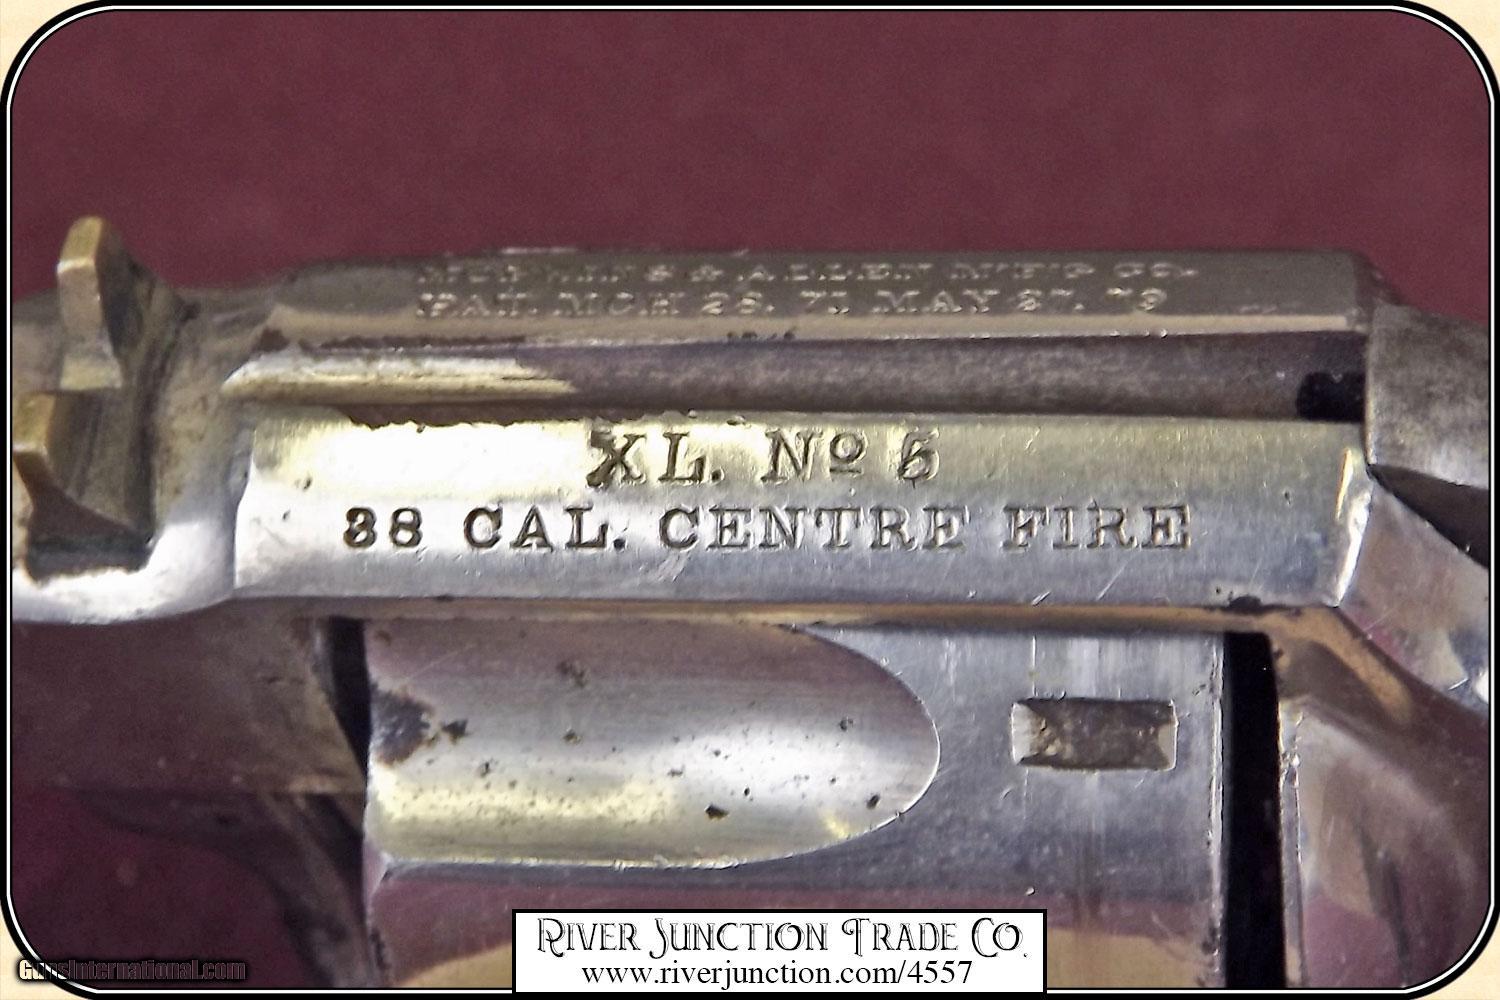 & ALLEN M'F'G CO.
PAT. MCH 28. 71. MAY 27. 79
XL. No 5
38 CAL. CENTRE FIRE
RIVER JUNCTION TRADE CO.
www.riverjunction.com/4557
GunsInternational.com